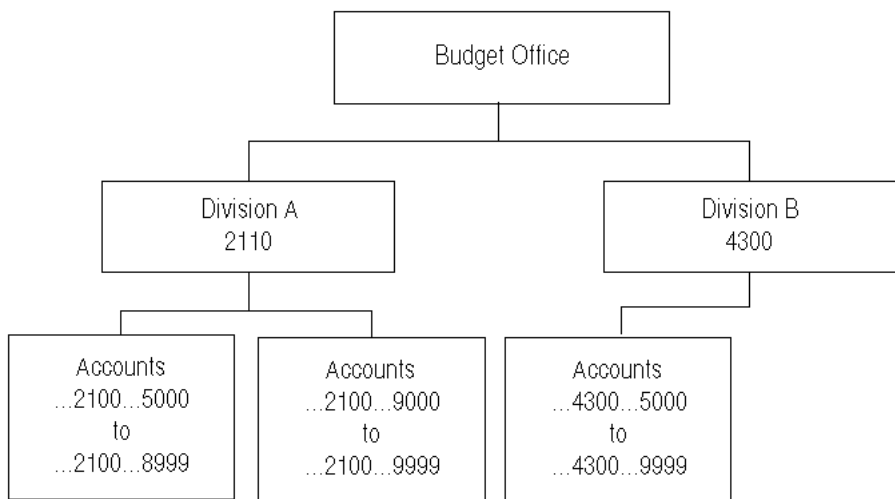 Budget Office
Division A
2110
Division B
4300
Accounts
...2100...5000
to
...2100...8999
Accounts
...2100...9000
to
...2100...9999
Accounts
...4300...5000
to
...4300...9999